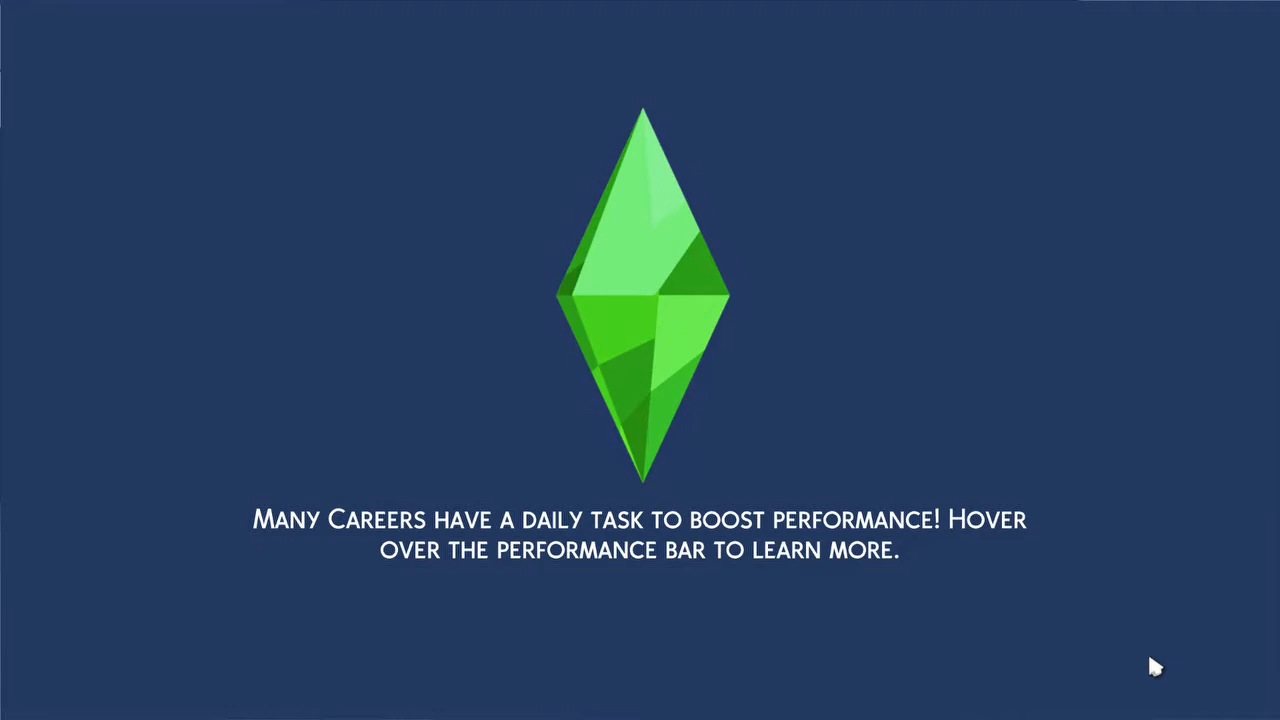 Many Careers have a daily task to boost performance! Hover
over the performance bar to learn more.